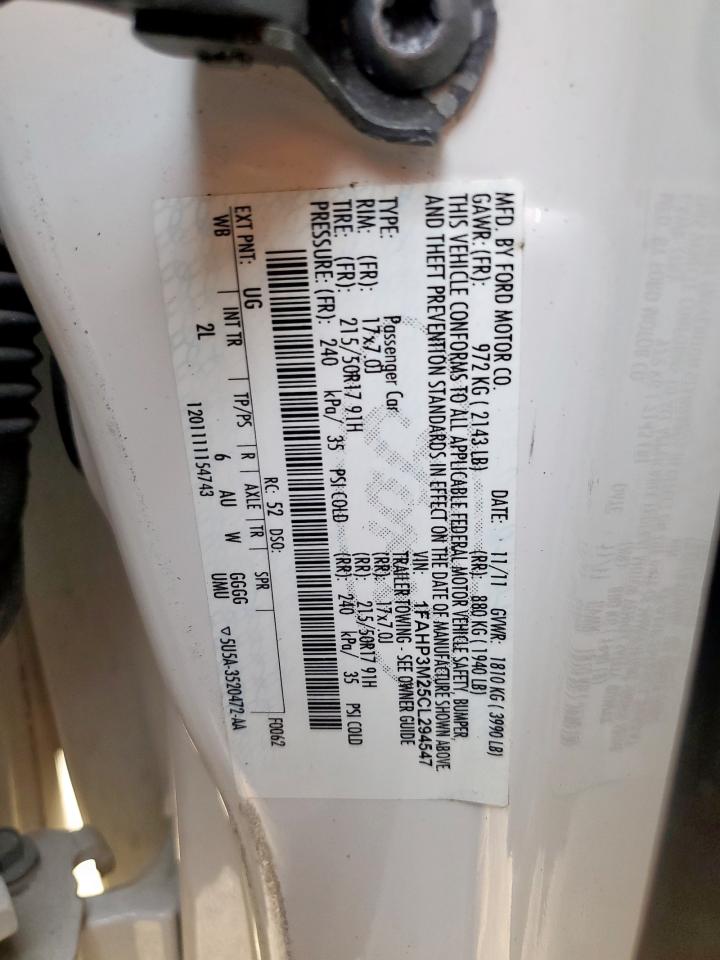 MFD. BY FORD MOTOR CO.
DATE: 11/11 GVWR: 1810 KG ( 3990 LB)
GAWR: (FR): 972 KG ( 2143 LB) (RR): 880 KG ( 1940 LB)
THIS VEHICLE CONFORMS TO ALL APPLICABLE FEDERAL MOTOR VEHICLE SAFETY, BUMPER,
AND THEFT PREVENTION STANDARDS IN EFFECT ON THE DATE OF MANUFACTURE SHOWN ABOVE.
VIN: 1FAHP3M25CL294547
TYPE: Passenger Car TRAILER TOWING - SEE OWNER GUIDE
RIM: (FR): 17x7.0J (RR): 17x7.0J
TIRE: (FR): 215/50R17 91H (RR): 215/50R17 91H
PRESSURE: (FR): 240 kPa/ 35 PSI COLD (RR): 240 kPa/ 35 PSI COLD
F0062
RC: 52 DSO:
EXT PNT: UG
WB INT TR TP/PS R AXLE TR SPR
2L 6 AU W GGGG
UMU
1201111154743
▽5U5A-3520472-AA